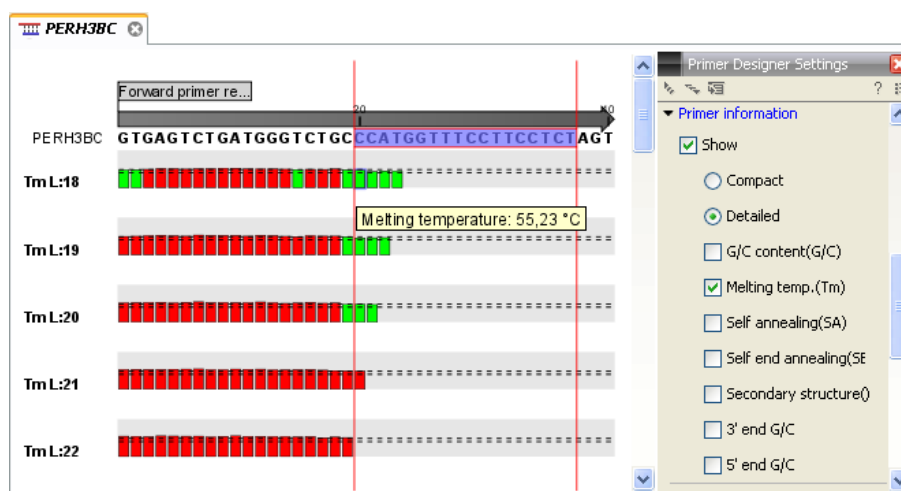 PERH3BC
Forward primer re...
20 40
PERH3BC GTGAGTCTGATGGGTCTGCCCATGGTTTCCTTCCTCTAGT
Tm L:18
Melting temperature: 55,23 °C
Tm L:19
Tm L:20
Tm L:21
Tm L:22
Primer Designer Settings
?
Primer information
Show
Compact
Detailed
G/C content(G/C)
Melting temp.(Tm)
Self annealing(SA)
Self end annealing(SE
Secondary structure()
3' end G/C
5' end G/C